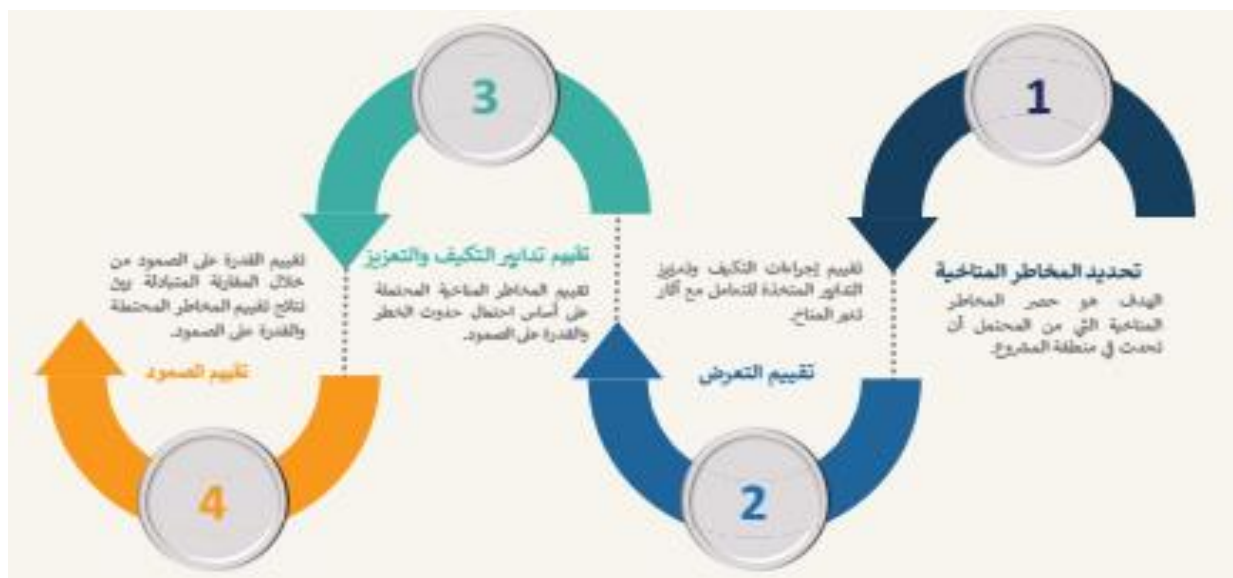 1
تحديد المخاطر المتاخية
الهدف هو حصر المخاطر
المناخية التي من المحتمل أن
تحدث في منطقة المشروع.
2
تقييم التعرض
تقييم إجراءات التكيف وتعزيز
التدابير المتخذة للتعامل مع آثار
تغير المناخ.
3
تقييم تدابير التكيف والتعزيز
تقييم المخاطر المناخية المحتملة
على أساس احتمال حدوث الخطر
والقدرة على الصمود.
4
تقييم الصمود
تقييم القدرة على الصمود من
خلال المقارنة المتبادلة بين
نتائج تقييم المخاطر المحتملة
والقدرة على الصمود.